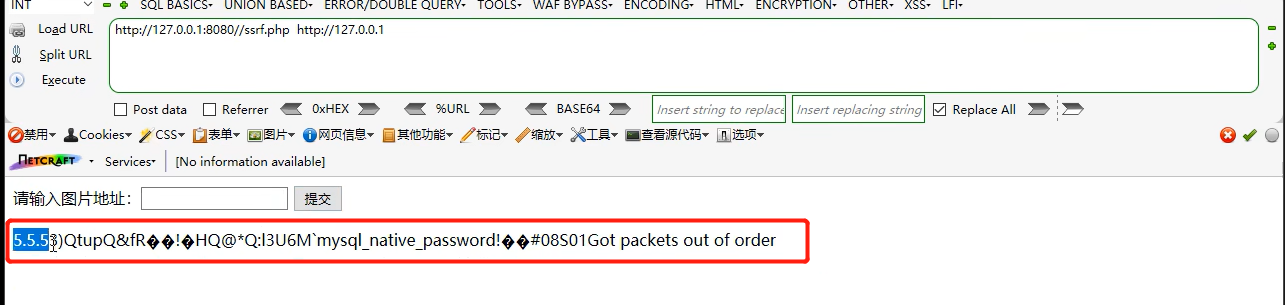 INT SQL BASICS UNION BASED ERROR/DOUBLE QUERY TOOLS WAF BYPASS ENCODING HTML ENCRYPTION OTHER XSS LFI
Load URL http://127.0.0.1:8080//ssrf.php http://127.0.0.1
Split URL
Execute
Post data Referrer 0xHEX %URL BASE64 Insert string to replace Insert replacing string Replace All
禁用 Cookies CSS 表单 图片 网页信息 其他功能 标记 缩放 工具 查看源代码 选项
NETCRAFT Services [No information available]
请输入图片地址: 提交
5.5.53)QtupQ&fR��!�HQ@*Q:l3U6M`mysql_native_password!��#08S01Got packets out of order